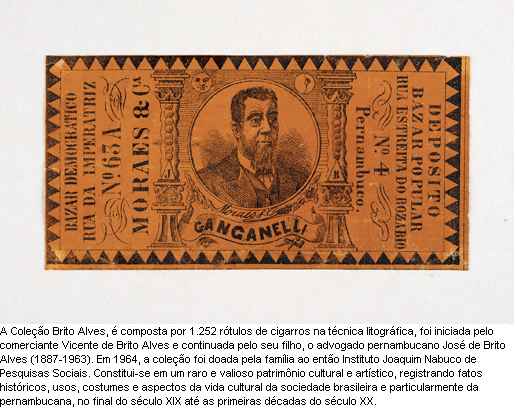 BAZAR DEMOCRATICO
RUA DA IMPERATRIZ
Nº 63 A
MORAES & Cª
GANGANELLI
DEPOSITO
BAZAR POPULAR
RUA ESTREITA DO ROZARIO
Nº 4
Pernambuco
A Coleção Brito Alves, é composta por 1.252 rótulos de cigarros na técnica litográfica, foi iniciada pelo
comerciante Vicente de Brito Alves e continuada pelo seu filho, o advogado pernambucano José de Brito
Alves (1887-1963). Em 1964, a coleção foi doada pela família ao então Instituto Joaquim Nabuco de
Pesquisas Sociais. Constitui-se em um raro e valioso patrimônio cultural e artístico, registrando fatos
históricos, usos, costumes e aspectos da vida cultural da sociedade brasileira e particularmente da
pernambucana, no final do século XIX até as primeiras décadas do século XX.